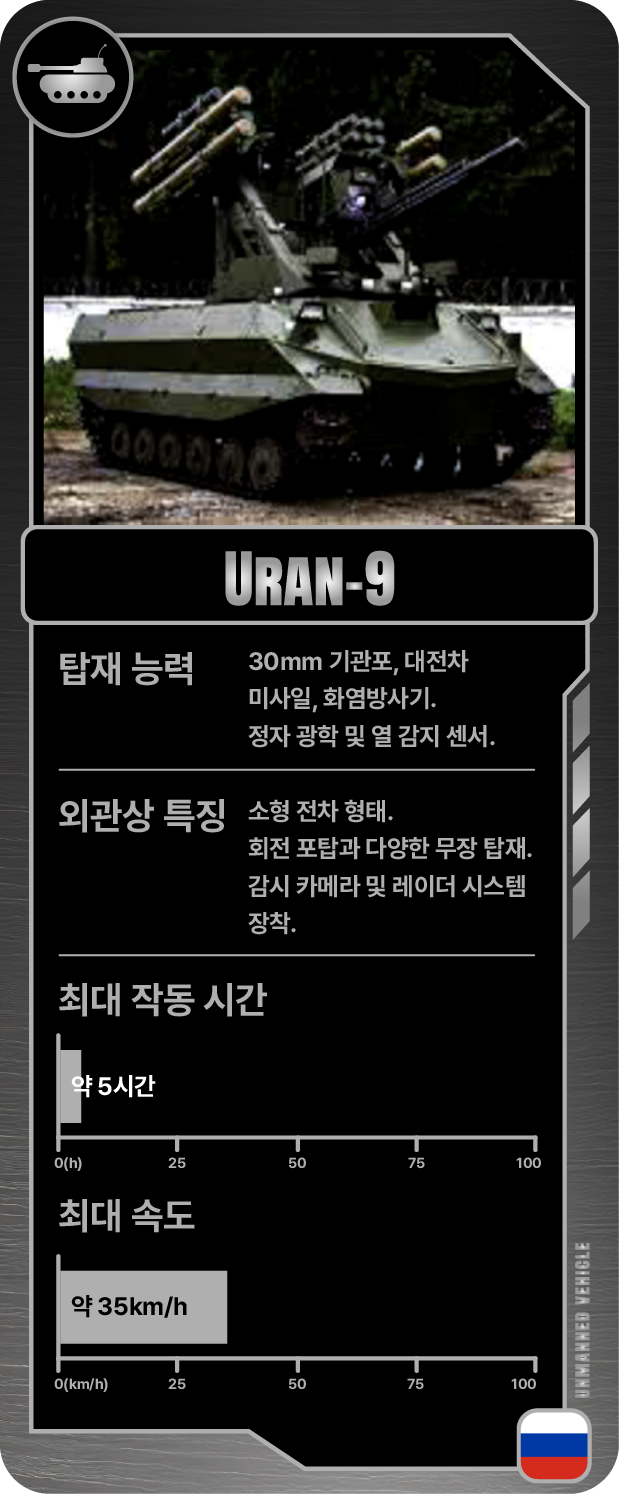 URAN-9
탑재 능력
30mm 기관포, 대전차
미사일, 화염방사기.
정자 광학 및 열 감지 센서.
외관상 특징
소형 전차 형태.
회전 포탑과 다양한 무장 탑재.
감시 카메라 및 레이더 시스템
장착.
최대 작동 시간
약 5시간
0(h) 25 50 75 100
최대 속도
약 35km/h
0(km/h) 25 50 75 100
UNMANNED VEHICLE